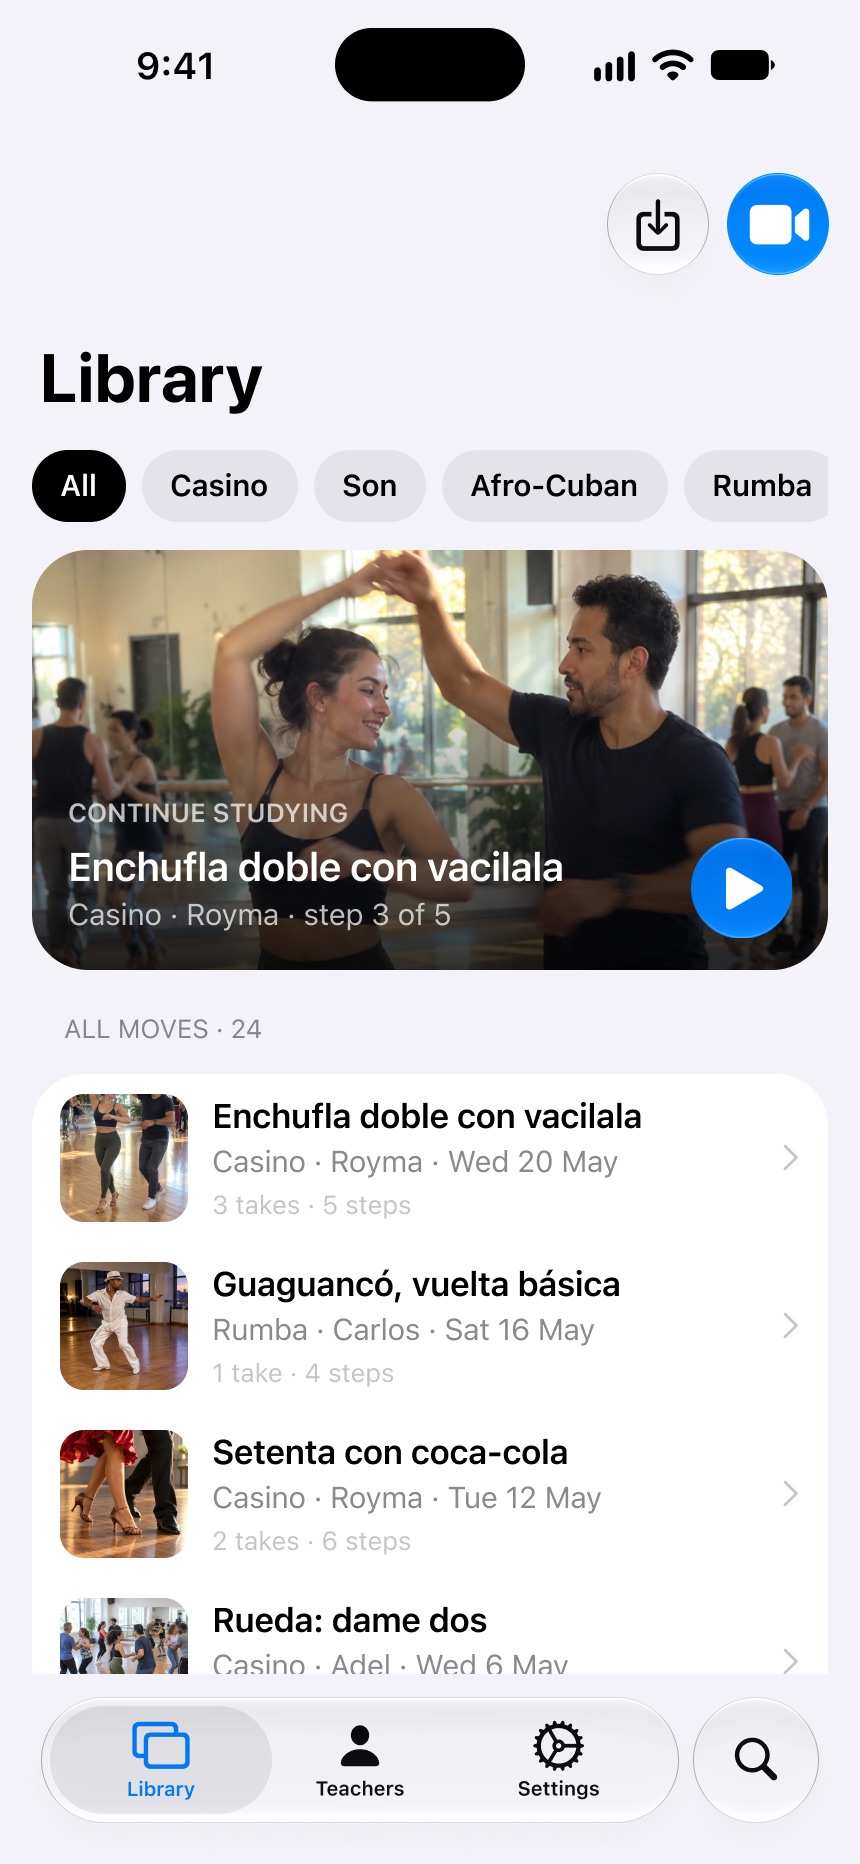 9:41
Library
All
Casino
Son
Afro-Cuban
Rumba
CONTINUE STUDYING
Enchufla doble con vacilala
Casino · Royma · step 3 of 5
ALL MOVES · 24
Enchufla doble con vacilala
Casino · Royma · Wed 20 May
3 takes · 5 steps
Guaguancó, vuelta básica
Rumba · Carlos · Sat 16 May
1 take · 4 steps
Setenta con coca-cola
Casino · Royma · Tue 12 May
2 takes · 6 steps
Rueda: dame dos
Casino · Adel · Wed 6 May
Library
Teachers
Settings